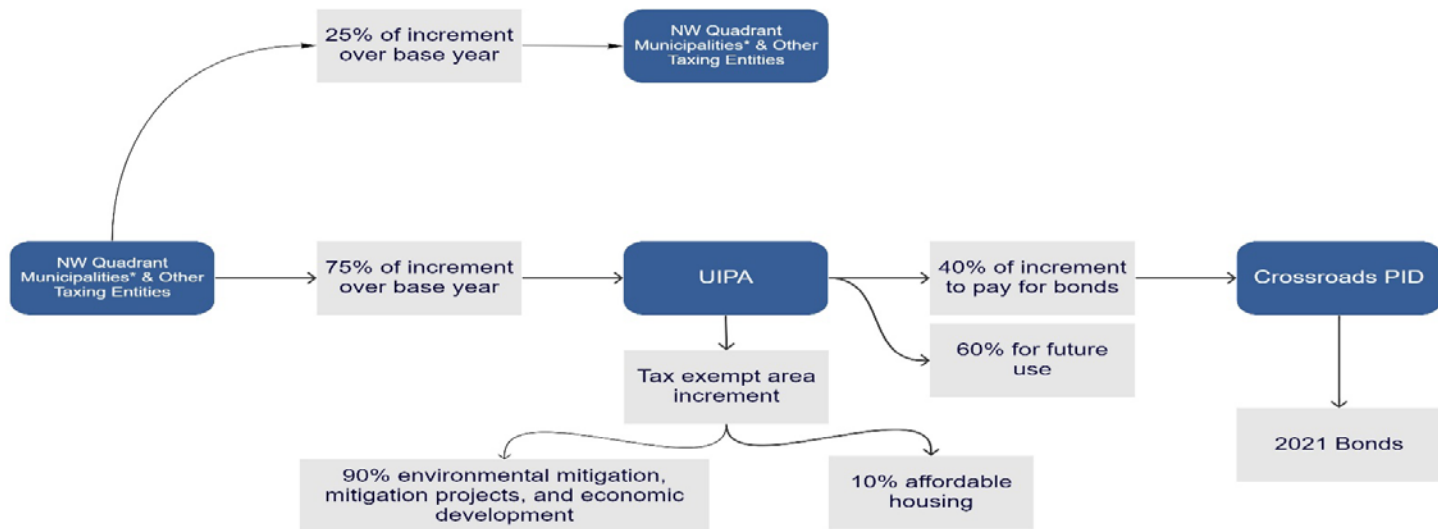 25% of increment
over base year
NW Quadrant
Municipalities* & Other
Taxing Entities
NW Quadrant
Municipalities* & Other
Taxing Entities
75% of increment
over base year
UIPA
40% of increment
to pay for bonds
Crossroads PID
60% for future
use
Tax exempt area
increment
2021 Bonds
90% environmental mitigation,
mitigation projects, and economic
development
10% affordable
housing